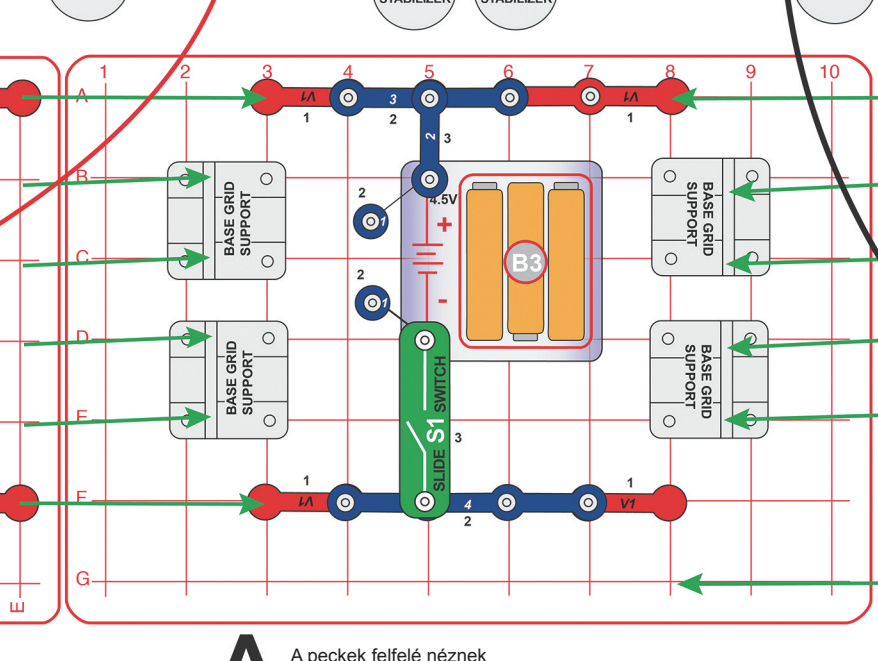 STABILIZER
STABILIZER
1 2 3 4 5 6 7 8 9 10
A
V1
3
V1
1
2
1
2
3
B
BASE GRID
SUPPORT
2
1
4.5V
+
B3
BASE GRID
SUPPORT
C
2
1
-
D
BASE GRID
SUPPORT
SLIDE S1 SWITCH
3
BASE GRID
SUPPORT
E
F
1
V1
4
2
1
V1
G
E
A
A peckek felfelé néznek